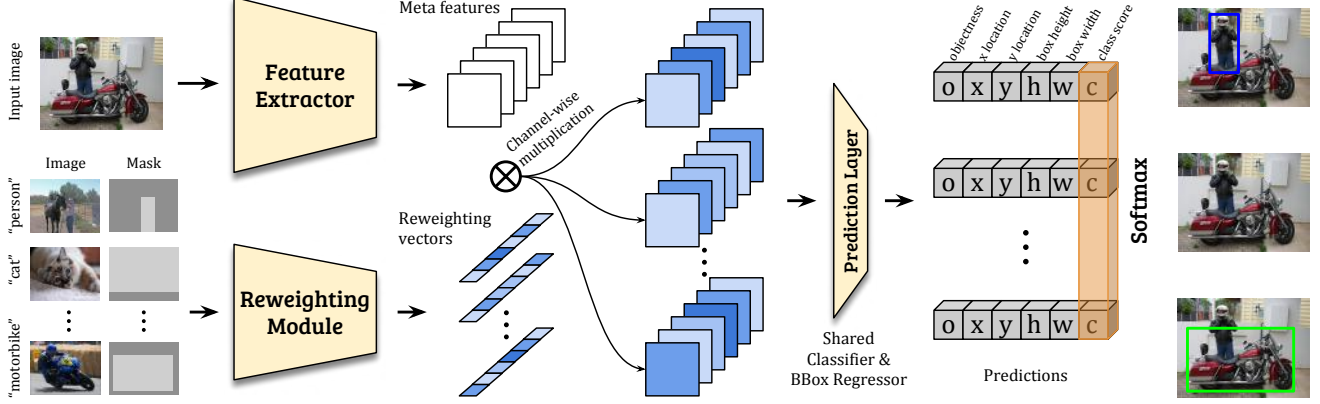 Input image
Feature
Extractor
Meta features
Channel-wise
multiplication
Image
Mask
"person"
"cat"
"motorbike"
Reweighting
Module
Reweighting
vectors
Prediction Layer
Shared
Classifier &
BBox Regressor
objectness
x location
y location
box height
box width
class score
o x y h w c
o x y h w c
o x y h w c
Softmax
Predictions